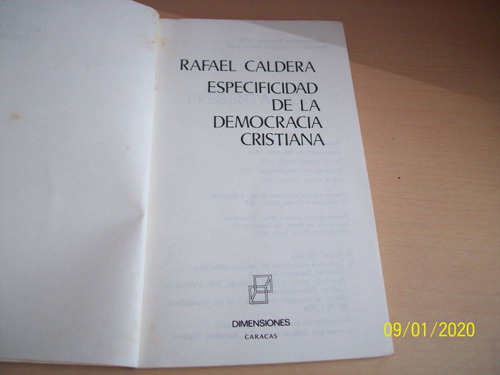 RAFAEL CALDERA
ESPECIFICIDAD
DE LA
DEMOCRACIA
CRISTIANA
DIMENSIONES
CARACAS
09/01/2020